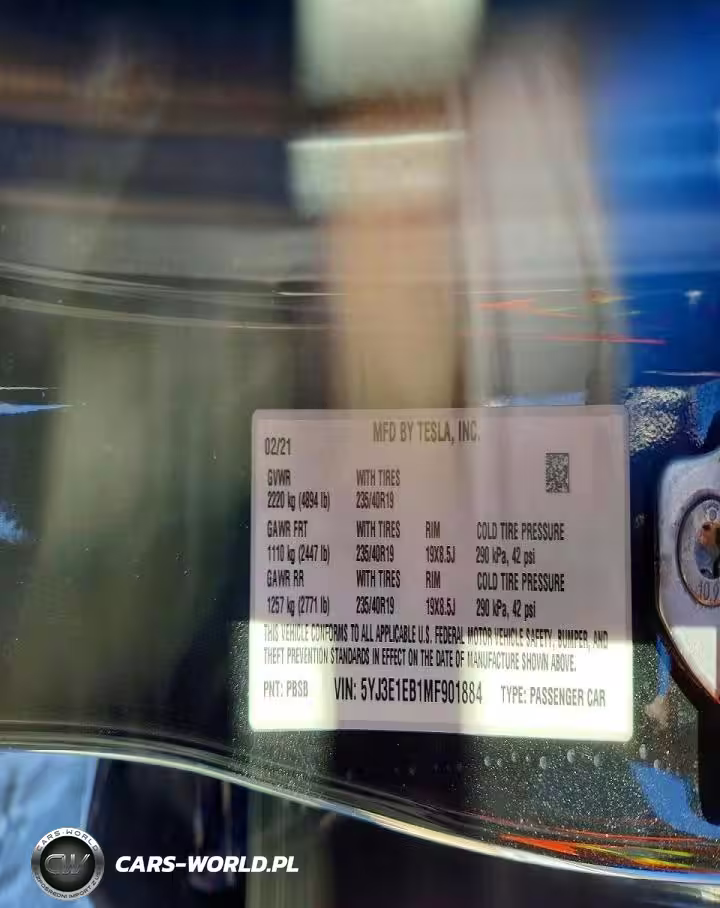 MFD BY TESLA, INC.
02/21
GVWR WITH TIRES
2220 kg (4894 lb) 235/40R19
GAWR FRT WITH TIRES RIM COLD TIRE PRESSURE
1110 kg (2447 lb) 235/40R19 19X8.5J 290 kPa, 42 psi
GAWR RR WITH TIRES RIM COLD TIRE PRESSURE
1257 kg (2771 lb) 235/40R19 19X8.5J 290 kPa, 42 psi
THIS VEHICLE CONFORMS TO ALL APPLICABLE U.S. FEDERAL MOTOR VEHICLE SAFETY, BUMPER, AND
THEFT PREVENTION STANDARDS IN EFFECT ON THE DATE OF MANUFACTURE SHOWN ABOVE.
PNT: PBSB VIN: 5YJ3E1EB1MF901884 TYPE: PASSENGER CAR
CARS-WORLD
CW
CARS-WORLD.PL